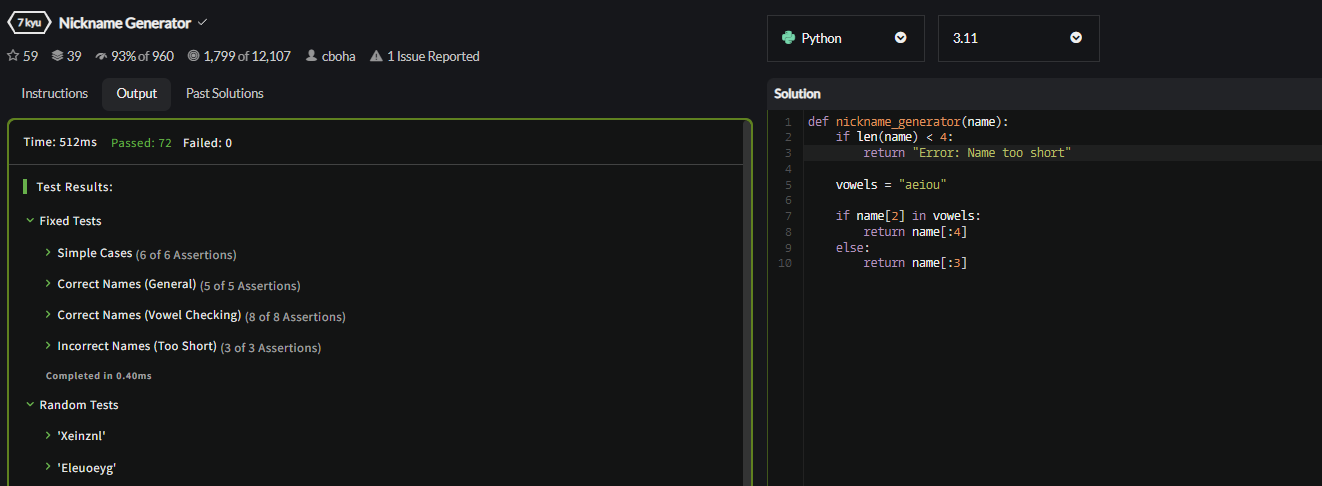 7 kyu Nickname Generator
59 39 93% of 960 1,799 of 12,107 cboha 1 Issue Reported
Instructions Output Past Solutions
Time: 512ms Passed: 72 Failed: 0
Test Results:
Fixed Tests
Simple Cases (6 of 6 Assertions)
Correct Names (General) (5 of 5 Assertions)
Correct Names (Vowel Checking) (8 of 8 Assertions)
Incorrect Names (Too Short) (3 of 3 Assertions)
Completed in 0.40ms
Random Tests
'Xeinznl'
'Eleuoeyg'
Python 3.11
Solution
1 def nickname_generator(name):
2     if len(name) < 4:
3         return "Error: Name too short"
4
5     vowels = "aeiou"
6
7     if name[2] in vowels:
8         return name[:4]
9     else:
10         return name[:3]